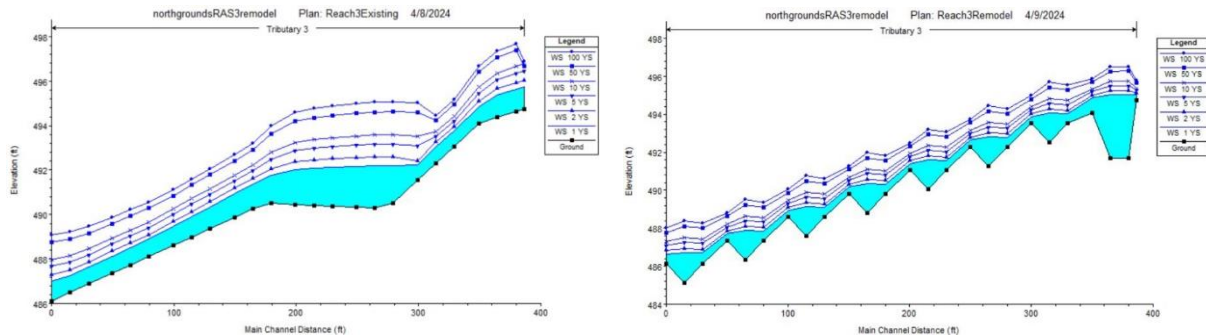 northgroundsRAS3remodel Plan: Reach3Existing 4/8/2024
Tributary 3
Elevation (ft)
498
496
494
492
490
488
486
0 100 200 300 400
Main Channel Distance (ft)
Legend
WS 100 YS
WS 50 YS
WS 10 YS
WS 5 YS
WS 2 YS
WS 1 YS
Ground
northgroundsRAS3remodel Plan: Reach3Remodel 4/9/2024
Tributary 3
Elevation (ft)
498
496
494
492
490
488
486
484
0 100 200 300 400
Main Channel Distance (ft)
Legend
WS 100 YS
WS 50 YS
WS 10 YS
WS 5 YS
WS 2 YS
WS 1 YS
Ground